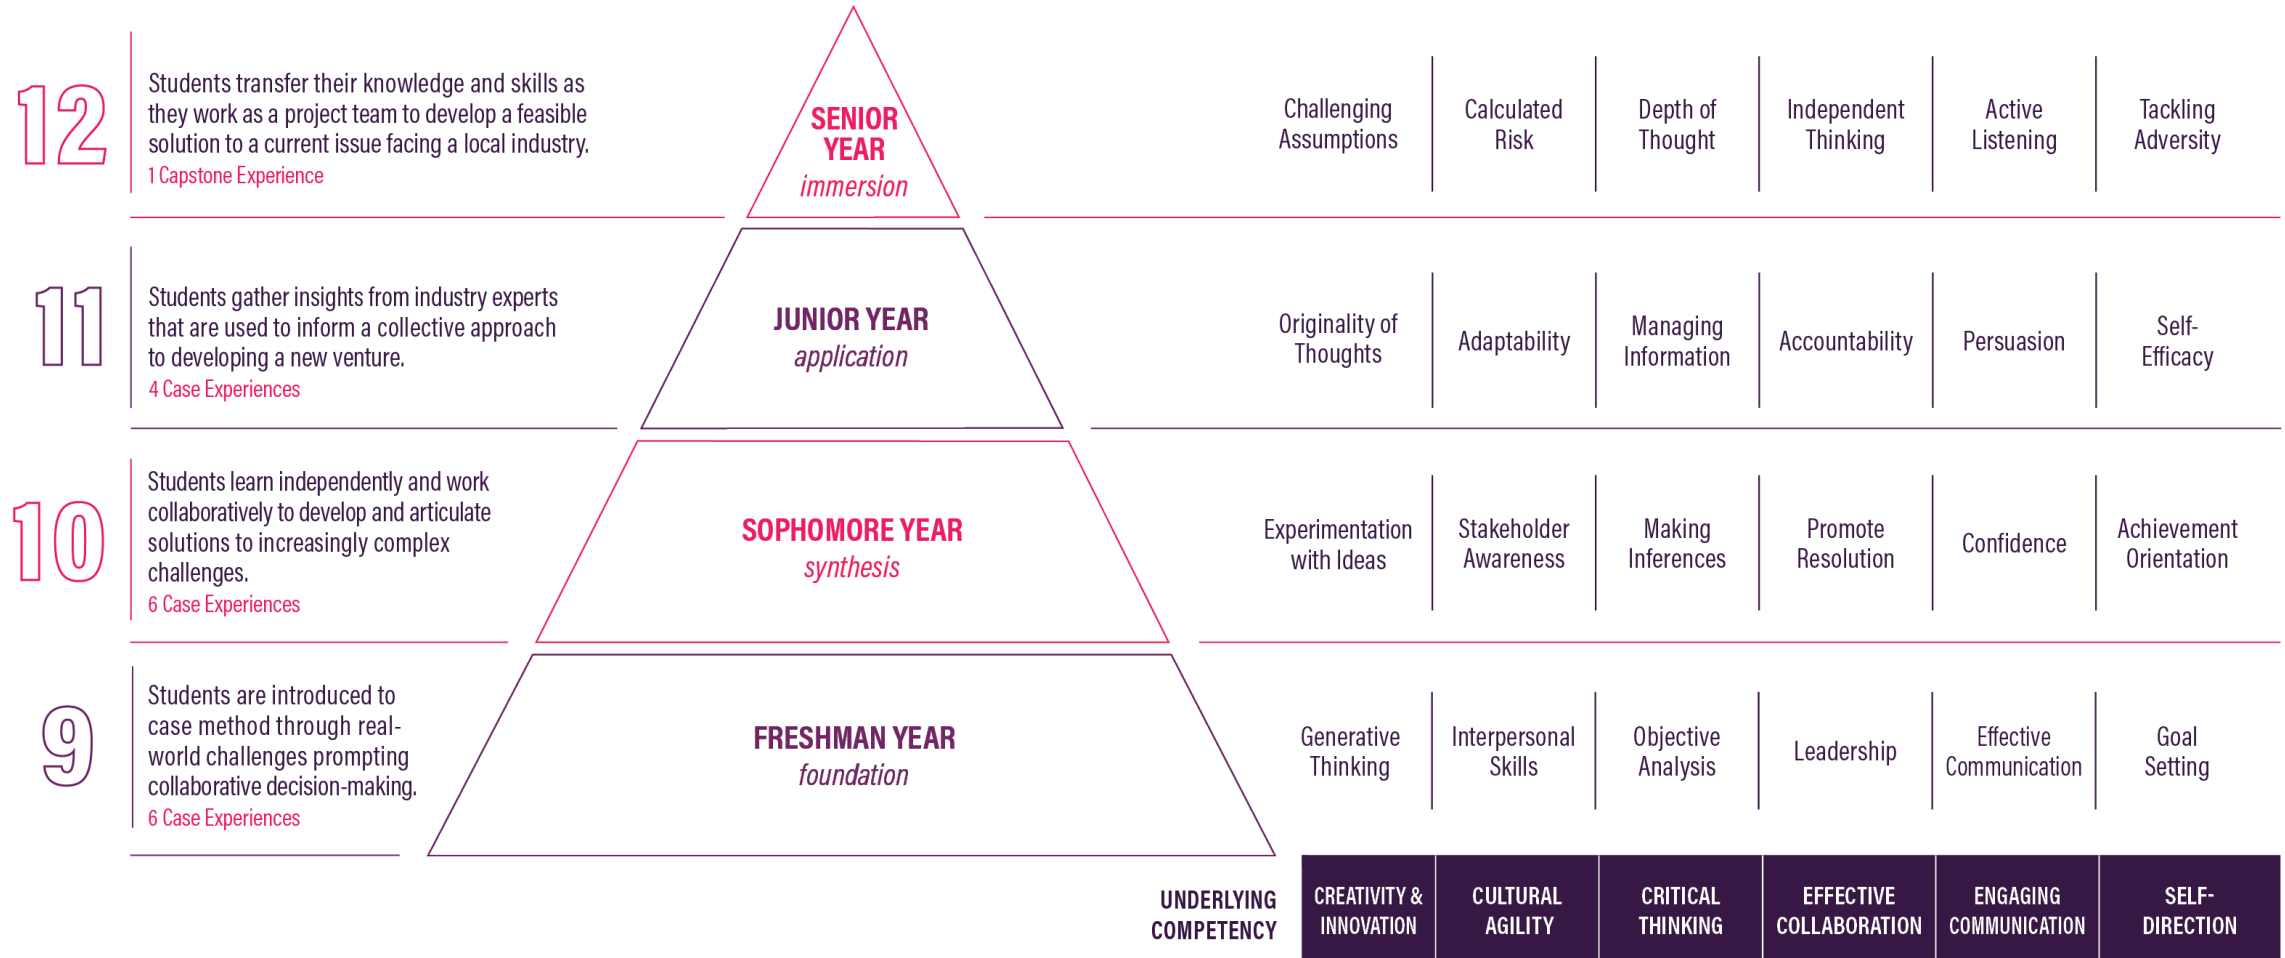 12
Students transfer their knowledge and skills as
they work as a project team to develop a feasible
solution to a current issue facing a local industry.
1 Capstone Experience
SENIOR
YEAR
immersion
Challenging
Assumptions
Calculated
Risk
Depth of
Thought
Independent
Thinking
Active
Listening
Tackling
Adversity
11
Students gather insights from industry experts
that are used to inform a collective approach
to developing a new venture.
4 Case Experiences
JUNIOR YEAR
application
Originality of
Thoughts
Adaptability
Managing
Information
Accountability
Persuasion
Self-
Efficacy
10
Students learn independently and work
collaboratively to develop and articulate
solutions to increasingly complex
challenges.
6 Case Experiences
SOPHOMORE YEAR
synthesis
Experimentation
with Ideas
Stakeholder
Awareness
Making
Inferences
Promote
Resolution
Confidence
Achievement
Orientation
9
Students are introduced to
case method through real-
world challenges prompting
collaborative decision-making.
6 Case Experiences
FRESHMAN YEAR
foundation
Generative
Thinking
Interpersonal
Skills
Objective
Analysis
Leadership
Effective
Communication
Goal
Setting
UNDERLYING
COMPETENCY
CREATIVITY &
INNOVATION
CULTURAL
AGILITY
CRITICAL
THINKING
EFFECTIVE
COLLABORATION
ENGAGING
COMMUNICATION
SELF-
DIRECTION